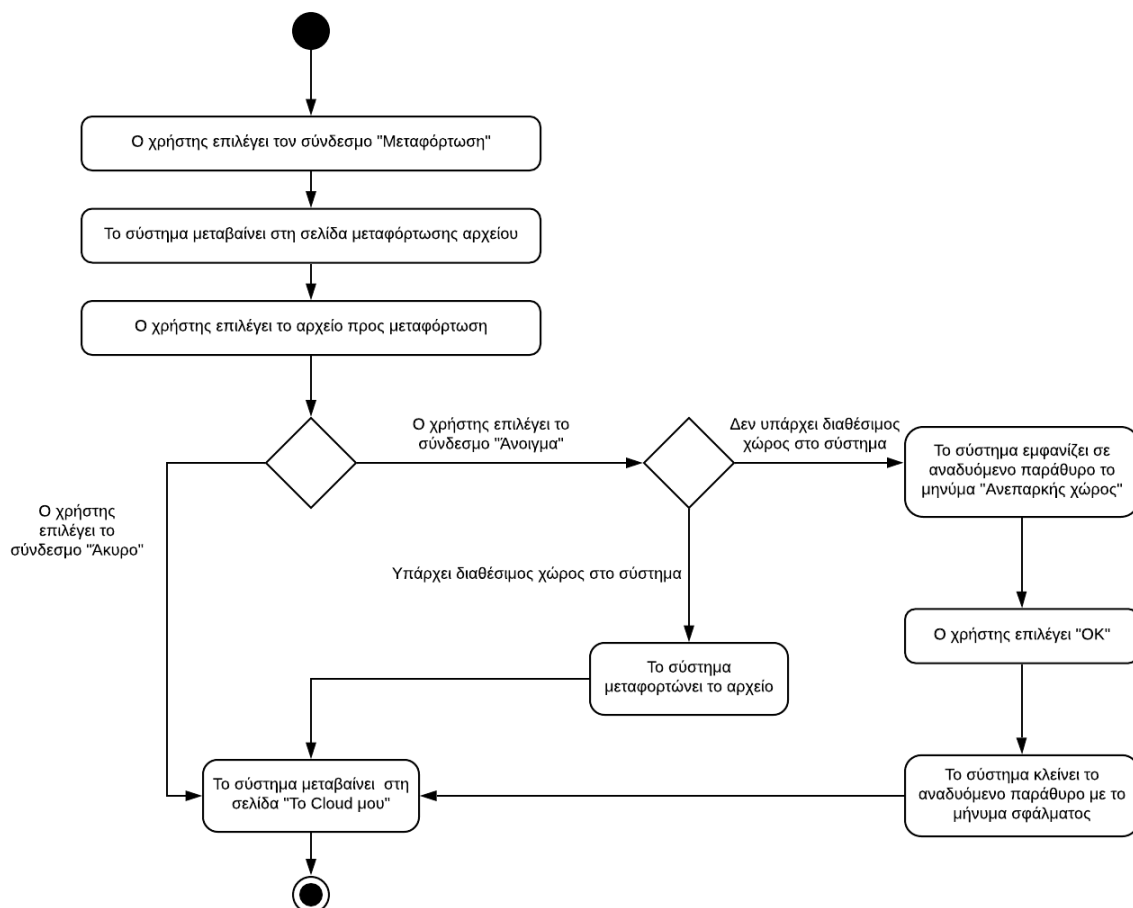 Ο χρήστης επιλέγει τον σύνδεσμο "Μεταφόρτωση"
Το σύστημα μεταβαίνει στη σελίδα μεταφόρτωσης αρχείου
Ο χρήστης επιλέγει το αρχείο προς μεταφόρτωση
Ο χρήστης επιλέγει το
σύνδεσμο "Άνοιγμα"
Δεν υπάρχει διαθέσιμος
χώρος στο σύστημα
Το σύστημα εμφανίζει σε
αναδυόμενο παράθυρο το
μηνύμα "Ανεπαρκής χώρος"
Ο χρήστης
επιλέγει το
σύνδεσμο "Άκυρο"
Υπάρχει διαθέσιμος χώρος στο σύστημα
Ο χρήστης επιλέγει "ΟΚ"
Το σύστημα
μεταφορτώνει το αρχείο
Το σύστημα μεταβαίνει στη
σελίδα "Το Cloud μου"
Το σύστημα κλείνει το
αναδυόμενο παράθυρο με το
μήνυμα σφάλματος